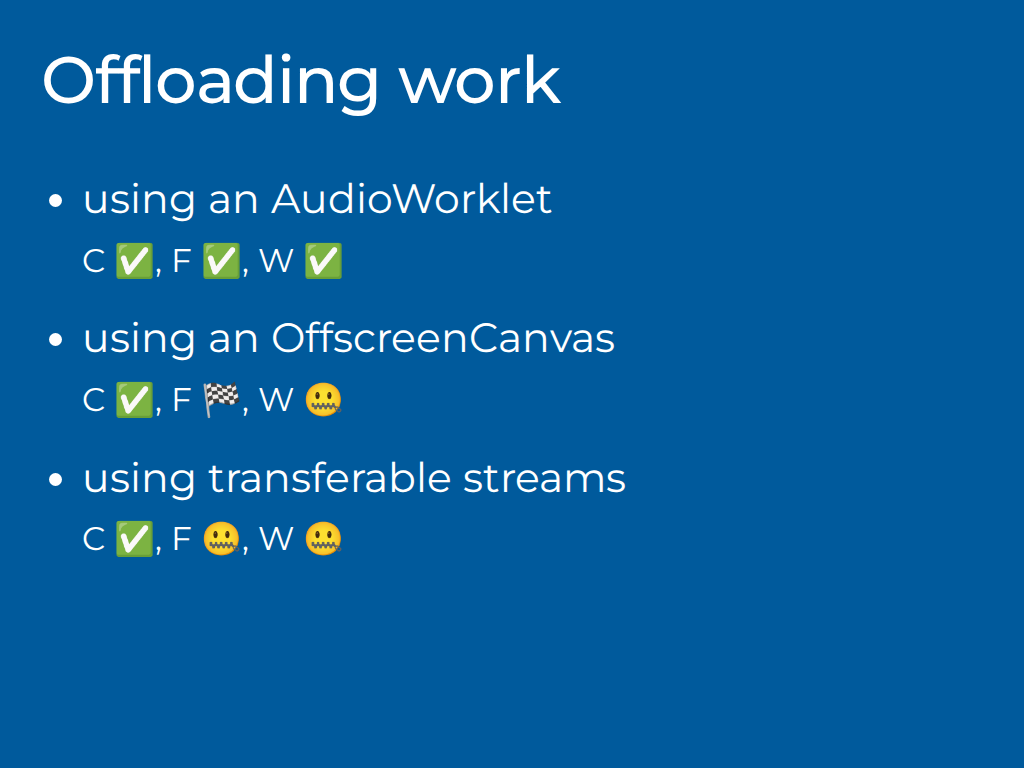 Offloading work
• using an AudioWorklet
C ✅, F ✅, W ✅
• using an OffscreenCanvas
C ✅, F 🏁, W 🤐
• using transferable streams
C ✅, F 🤐, W 🤐